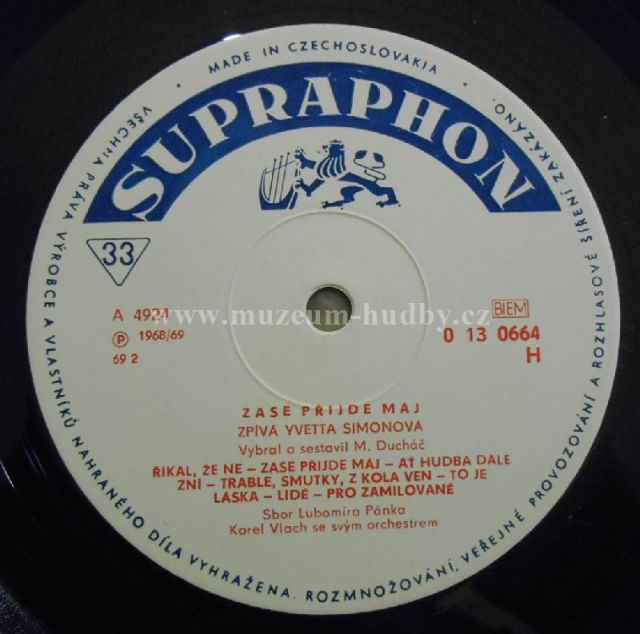 • MADE IN CZECHOSLOVAKIA •
SUPRAPHON
33
A 4924
Ⓟ 1968/69
69 2
BIEM
0 13 0664
H
www.muzeum-hudby.cz
ZASE PŘIJDE MÁJ
ZPÍVÁ YVETTA SIMONOVÁ
Vybral a sestavil M. Ducháč
ŘÍKAL, ŽE NE – ZASE PŘIJDE MÁJ – AŤ HUDBA DÁLE
ZNÍ – TRABLE, SMUTKY, Z KOLA VEN – TO JE
LÁSKA – LIDÉ – PRO ZAMILOVANÉ
Sbor Lubomíra Pánka
Karel Vlach se svým orchestrem
VŠECHNA PRÁVA VÝROBCE A VLASTNÍKŮ NAHRANÉHO DÍLA VYHRAŽENA. ROZMNOŽOVÁNÍ, VEŘEJNÉ PROVOZOVÁNÍ A ROZHLASOVÉ ŠÍŘENÍ ZAKÁZÁNO.